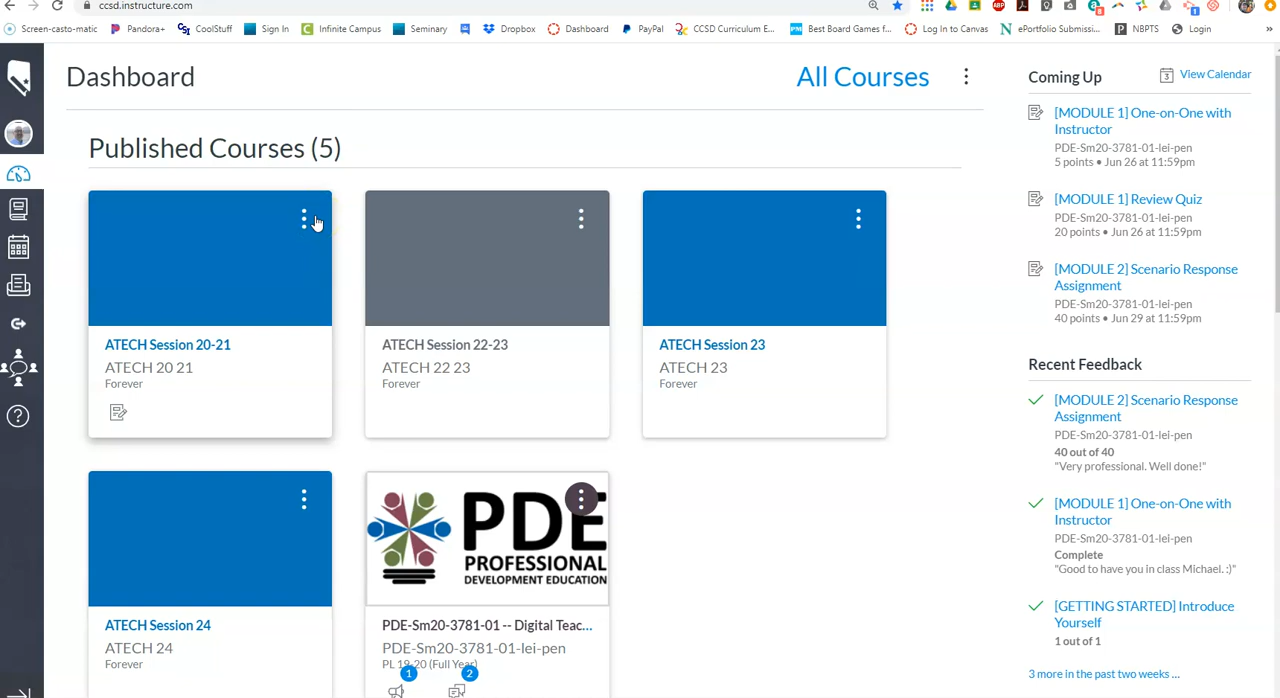 ccsd.instructure.com
Screen-casto-matic Pandora+ CoolStuff Sign In Infinite Campus Seminary Dropbox Dashboard PayPal CCSD Curriculum E... Best Board Games f... Log In to Canvas ePortfolio Submissi... NBPTS Login »
Dashboard
All Courses
Published Courses (5)
ATECH Session 20-21
ATECH 20 21
Forever
ATECH Session 22-23
ATECH 22 23
Forever
ATECH Session 23
ATECH 23
Forever
ATECH Session 24
ATECH 24
Forever
PDE
PROFESSIONAL
DEVELOPMENT EDUCATION
PDE-Sm20-3781-01 -- Digital Teac...
PDE-Sm20-3781-01-lei-pen
PL 19-20 (Full Year)
1 2
Coming Up
3 View Calendar
[MODULE 1] One-on-One with
Instructor
PDE-Sm20-3781-01-lei-pen
5 points • Jun 26 at 11:59pm
[MODULE 1] Review Quiz
PDE-Sm20-3781-01-lei-pen
20 points • Jun 26 at 11:59pm
[MODULE 2] Scenario Response
Assignment
PDE-Sm20-3781-01-lei-pen
40 points • Jun 29 at 11:59pm
Recent Feedback
[MODULE 2] Scenario Response
Assignment
PDE-Sm20-3781-01-lei-pen
40 out of 40
"Very professional. Well done!"
[MODULE 1] One-on-One with
Instructor
PDE-Sm20-3781-01-lei-pen
Complete
"Good to have you in class Michael. :)"
[GETTING STARTED] Introduce
Yourself
1 out of 1
3 more in the past two weeks ...